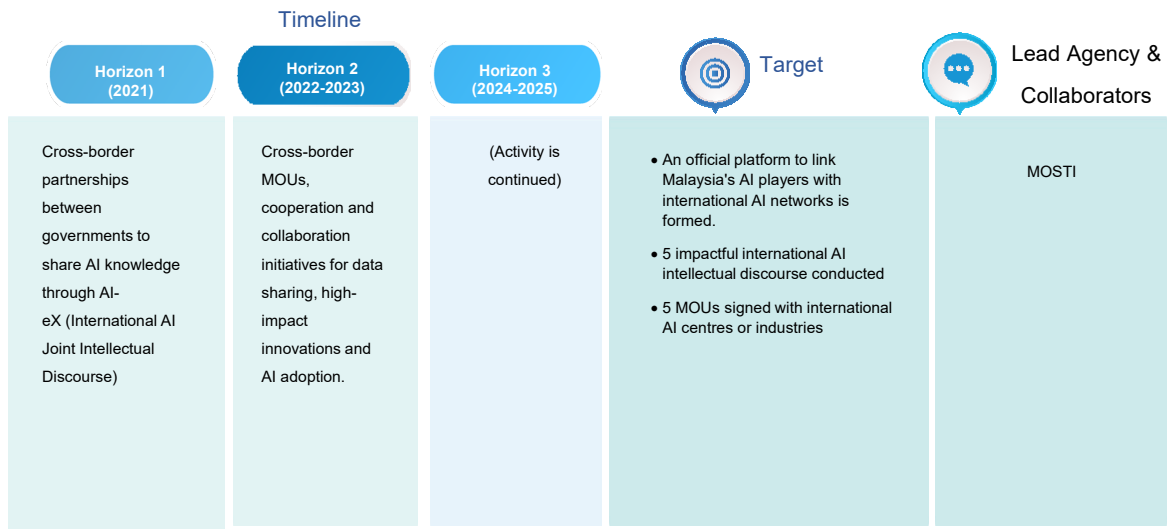 Timeline
Horizon 1
(2021)
Horizon 2
(2022-2023)
Horizon 3
(2024-2025)
Target
Lead Agency &
Collaborators
Cross-border
partnerships
between
governments to
share AI knowledge
through AI-
eX (International AI
Joint Intellectual
Discourse)
Cross-border
MOUs,
cooperation and
collaboration
initiatives for data
sharing, high-
impact
innovations and
AI adoption.
(Activity is
continued)
• An official platform to link
Malaysia's AI players with
international AI networks is
formed.
• 5 impactful international AI
intellectual discourse conducted
• 5 MOUs signed with international
AI centres or industries
MOSTI